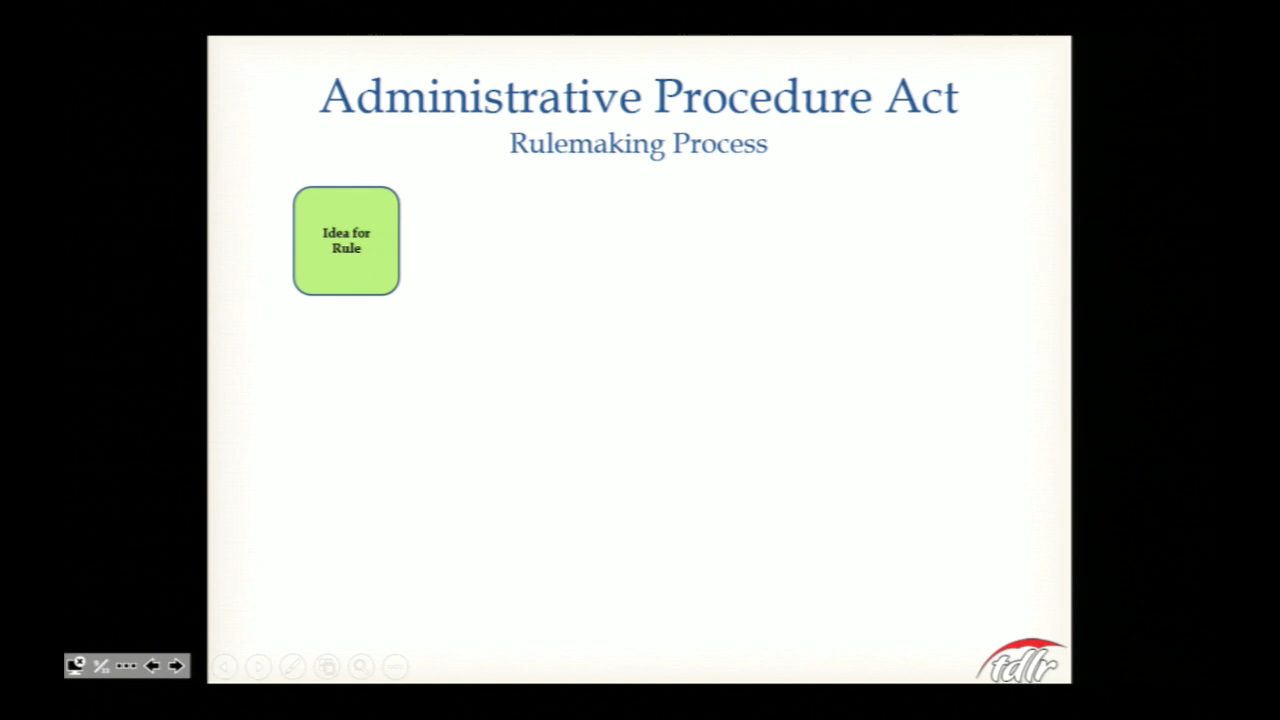 Administrative Procedure Act
Rulemaking Process
Idea for
Rule
tdlr